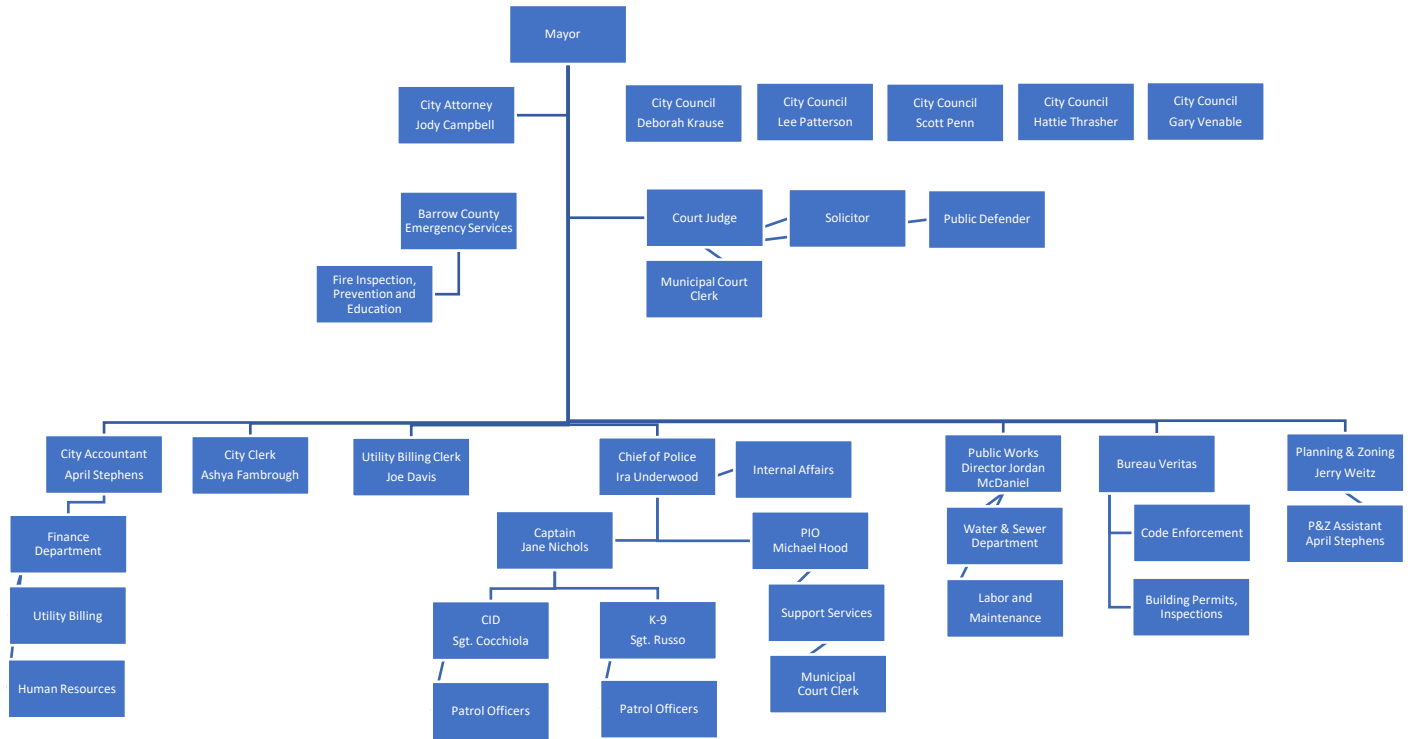 Mayor
City Attorney
Jody Campbell
City Council
Deborah Krause
City Council
Lee Patterson
City Council
Scott Penn
City Council
Hattie Thrasher
City Council
Gary Venable
Barrow County
Emergency Services
Court Judge
Solicitor
Public Defender
Fire Inspection,
Prevention and
Education
Municipal Court
Clerk
City Accountant
April Stephens
City Clerk
Ashya Fambrough
Utility Billing Clerk
Joe Davis
Chief of Police
Ira Underwood
Internal Affairs
Public Works
Director Jordan
McDaniel
Bureau Veritas
Planning & Zoning
Jerry Weitz
Finance
Department
Captain
Jane Nichols
PIO
Michael Hood
Water & Sewer
Department
Code Enforcement
P&Z Assistant
April Stephens
Utility Billing
CID
Sgt. Cocchiola
K-9
Sgt. Russo
Support Services
Labor and
Maintenance
Building Permits,
Inspections
Human Resources
Patrol Officers
Patrol Officers
Municipal
Court Clerk